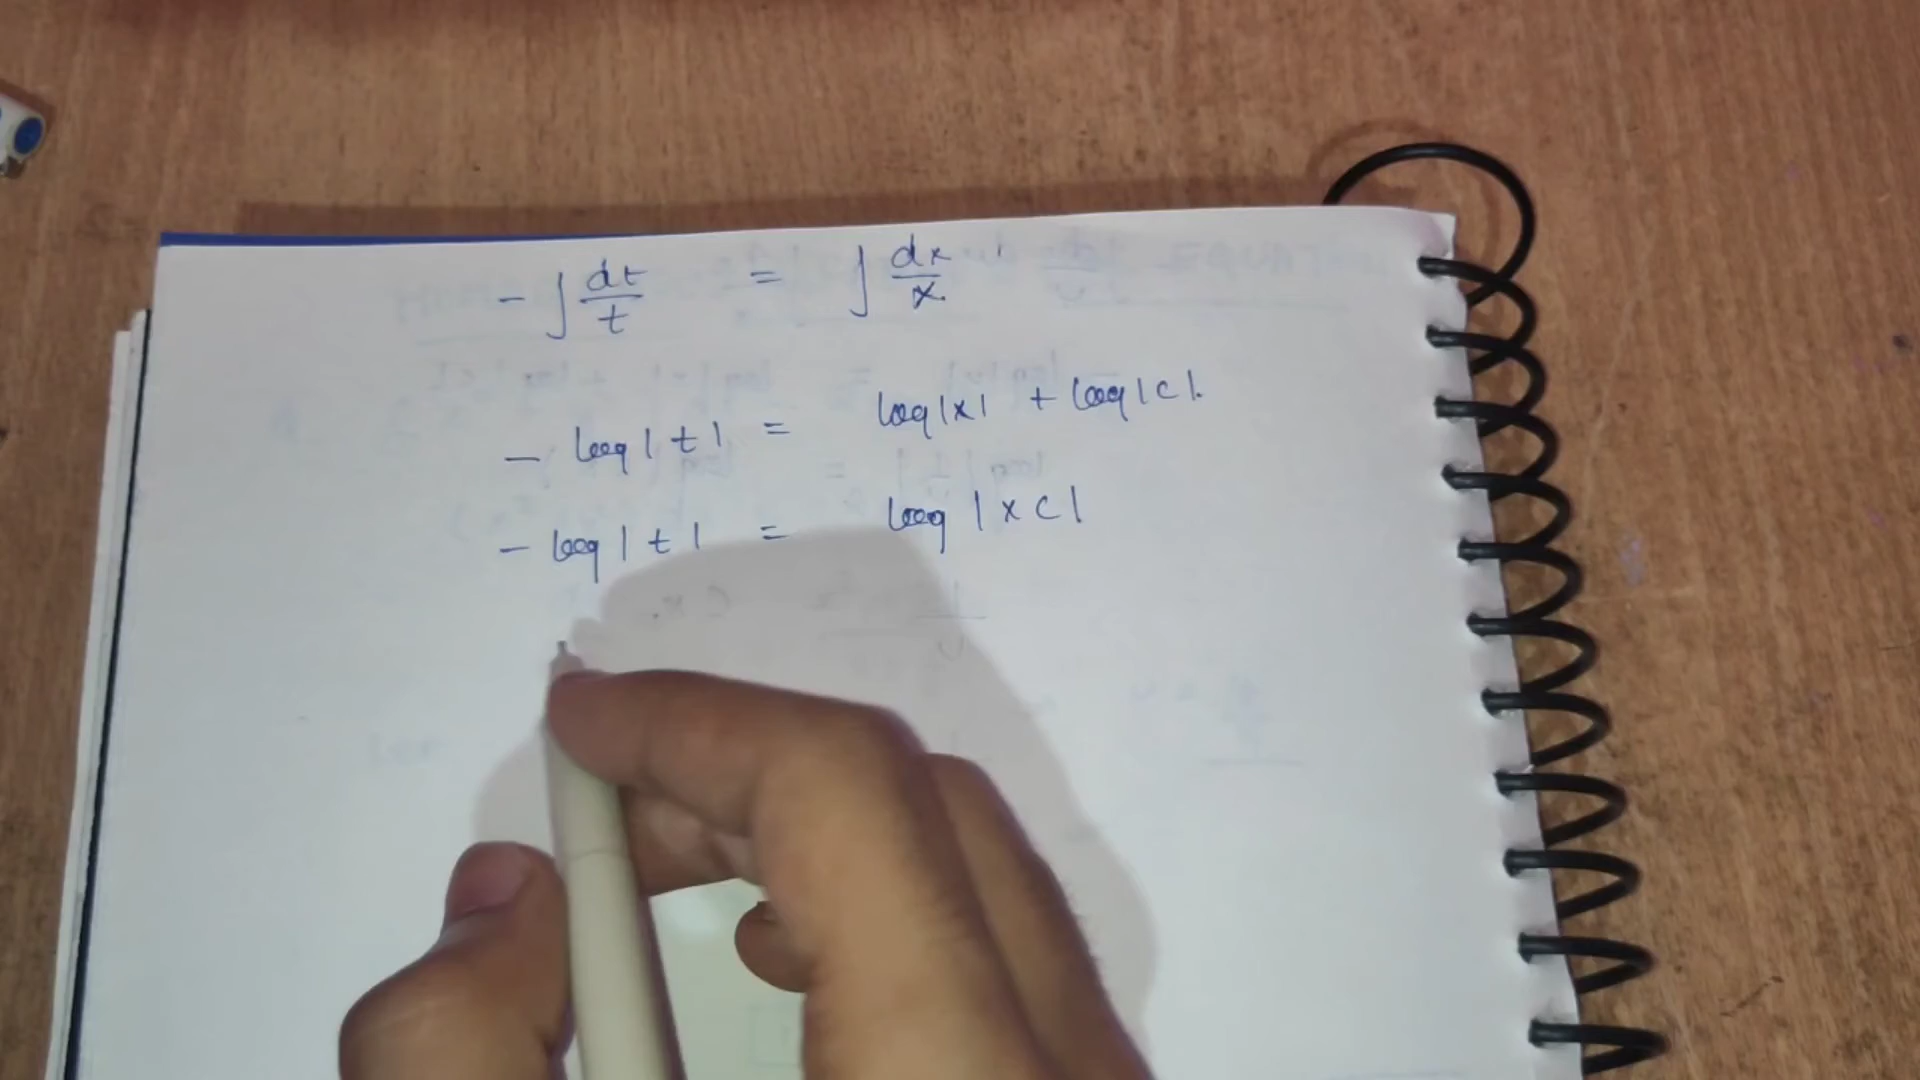 - ∫ dt/t = ∫ dx/x
- log|t| = log|x| + log|c|.
- log|t| = log|xc|